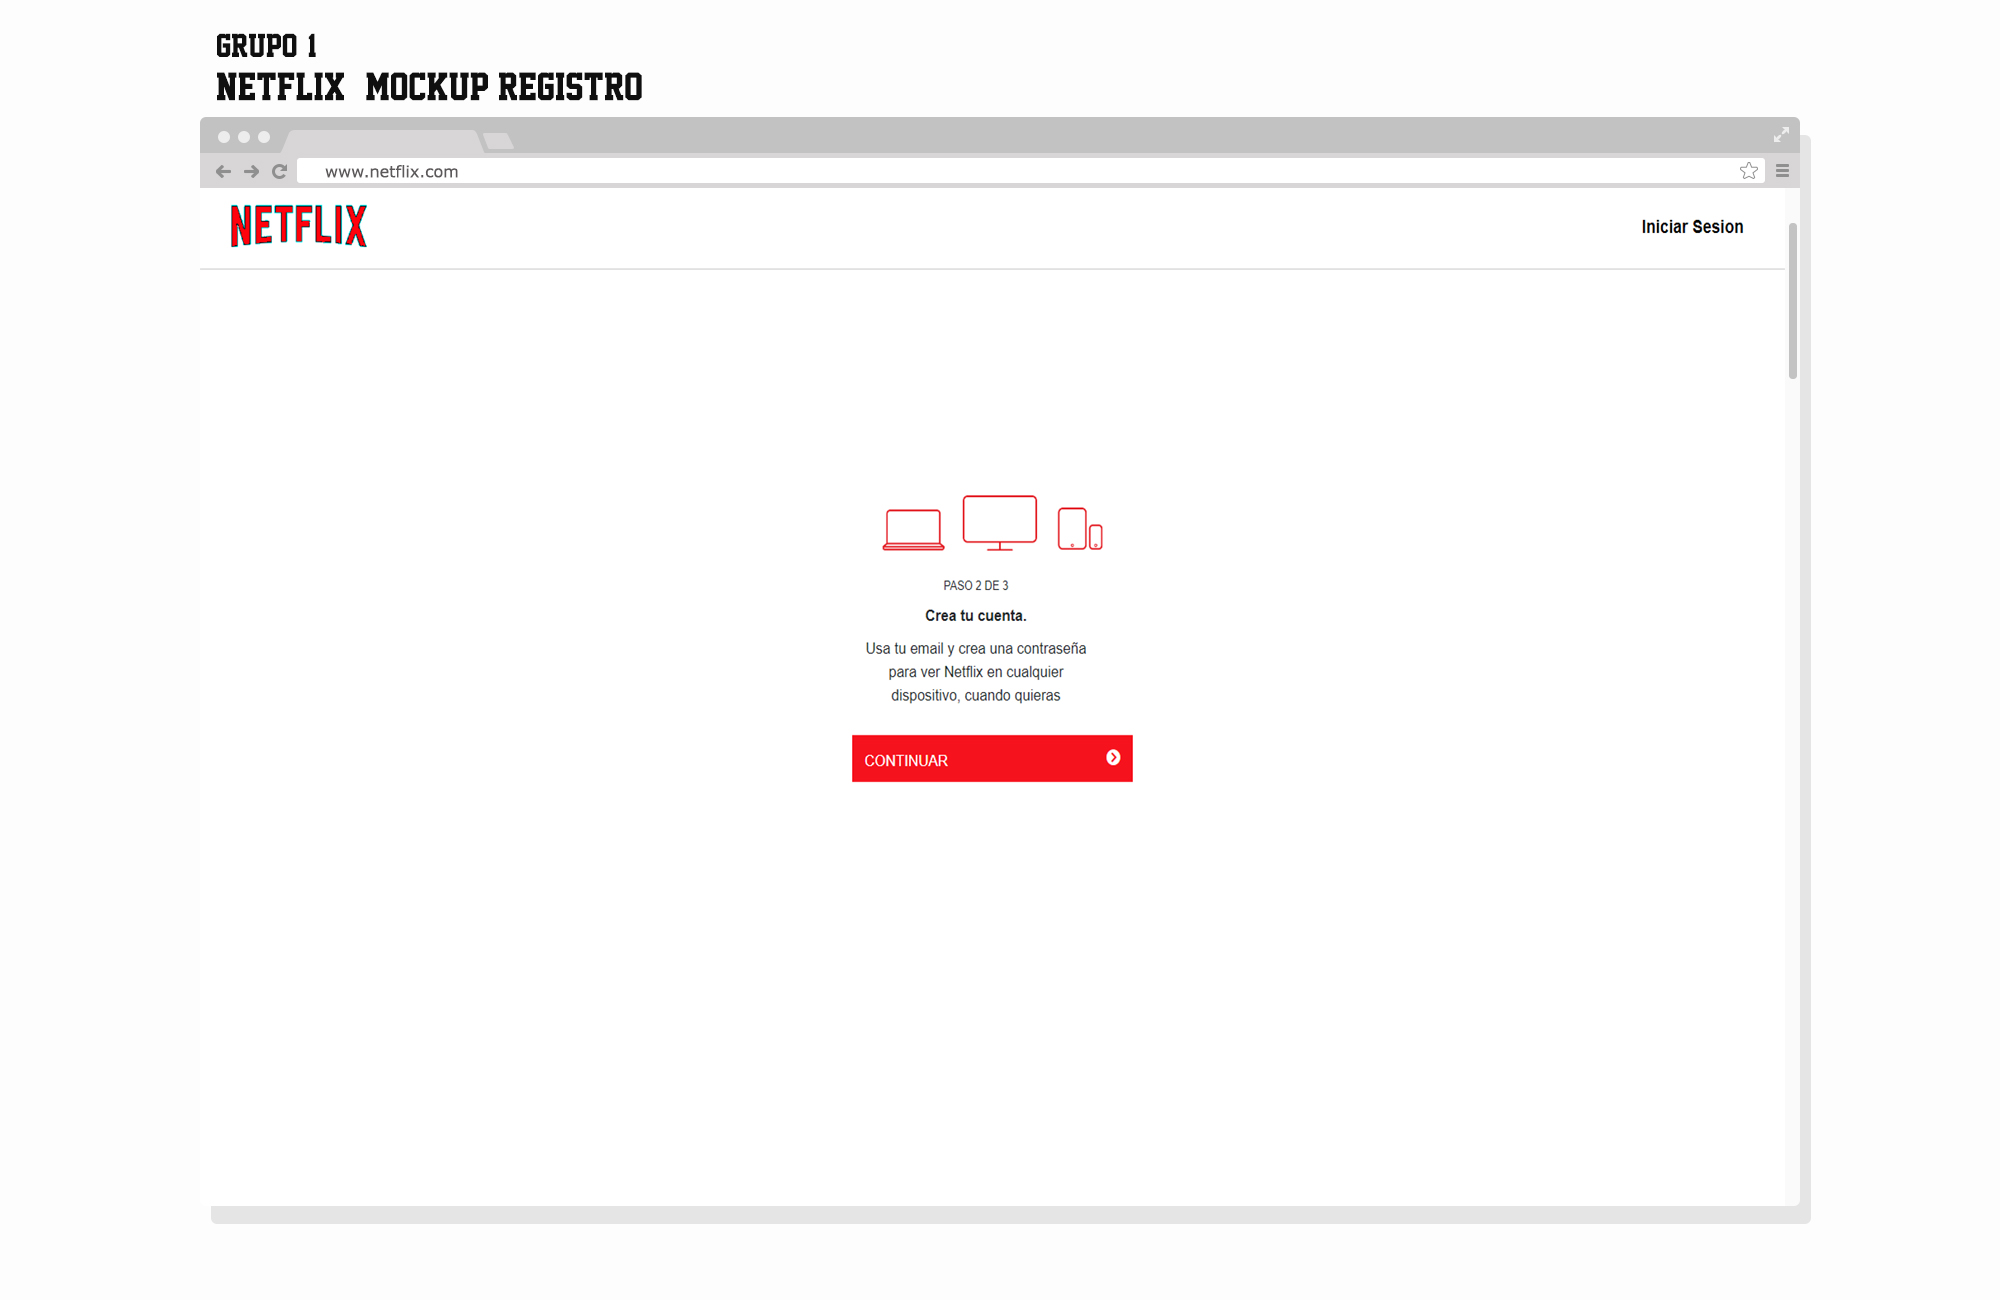 GRUPO 1
NETFLIX MOCKUP REGISTRO
www.netflix.com
NETFLIX
Iniciar Sesion
PASO 2 DE 3
Crea tu cuenta.
Usa tu email y crea una contraseña
para ver Netflix en cualquier
dispositivo, cuando quieras
CONTINUAR